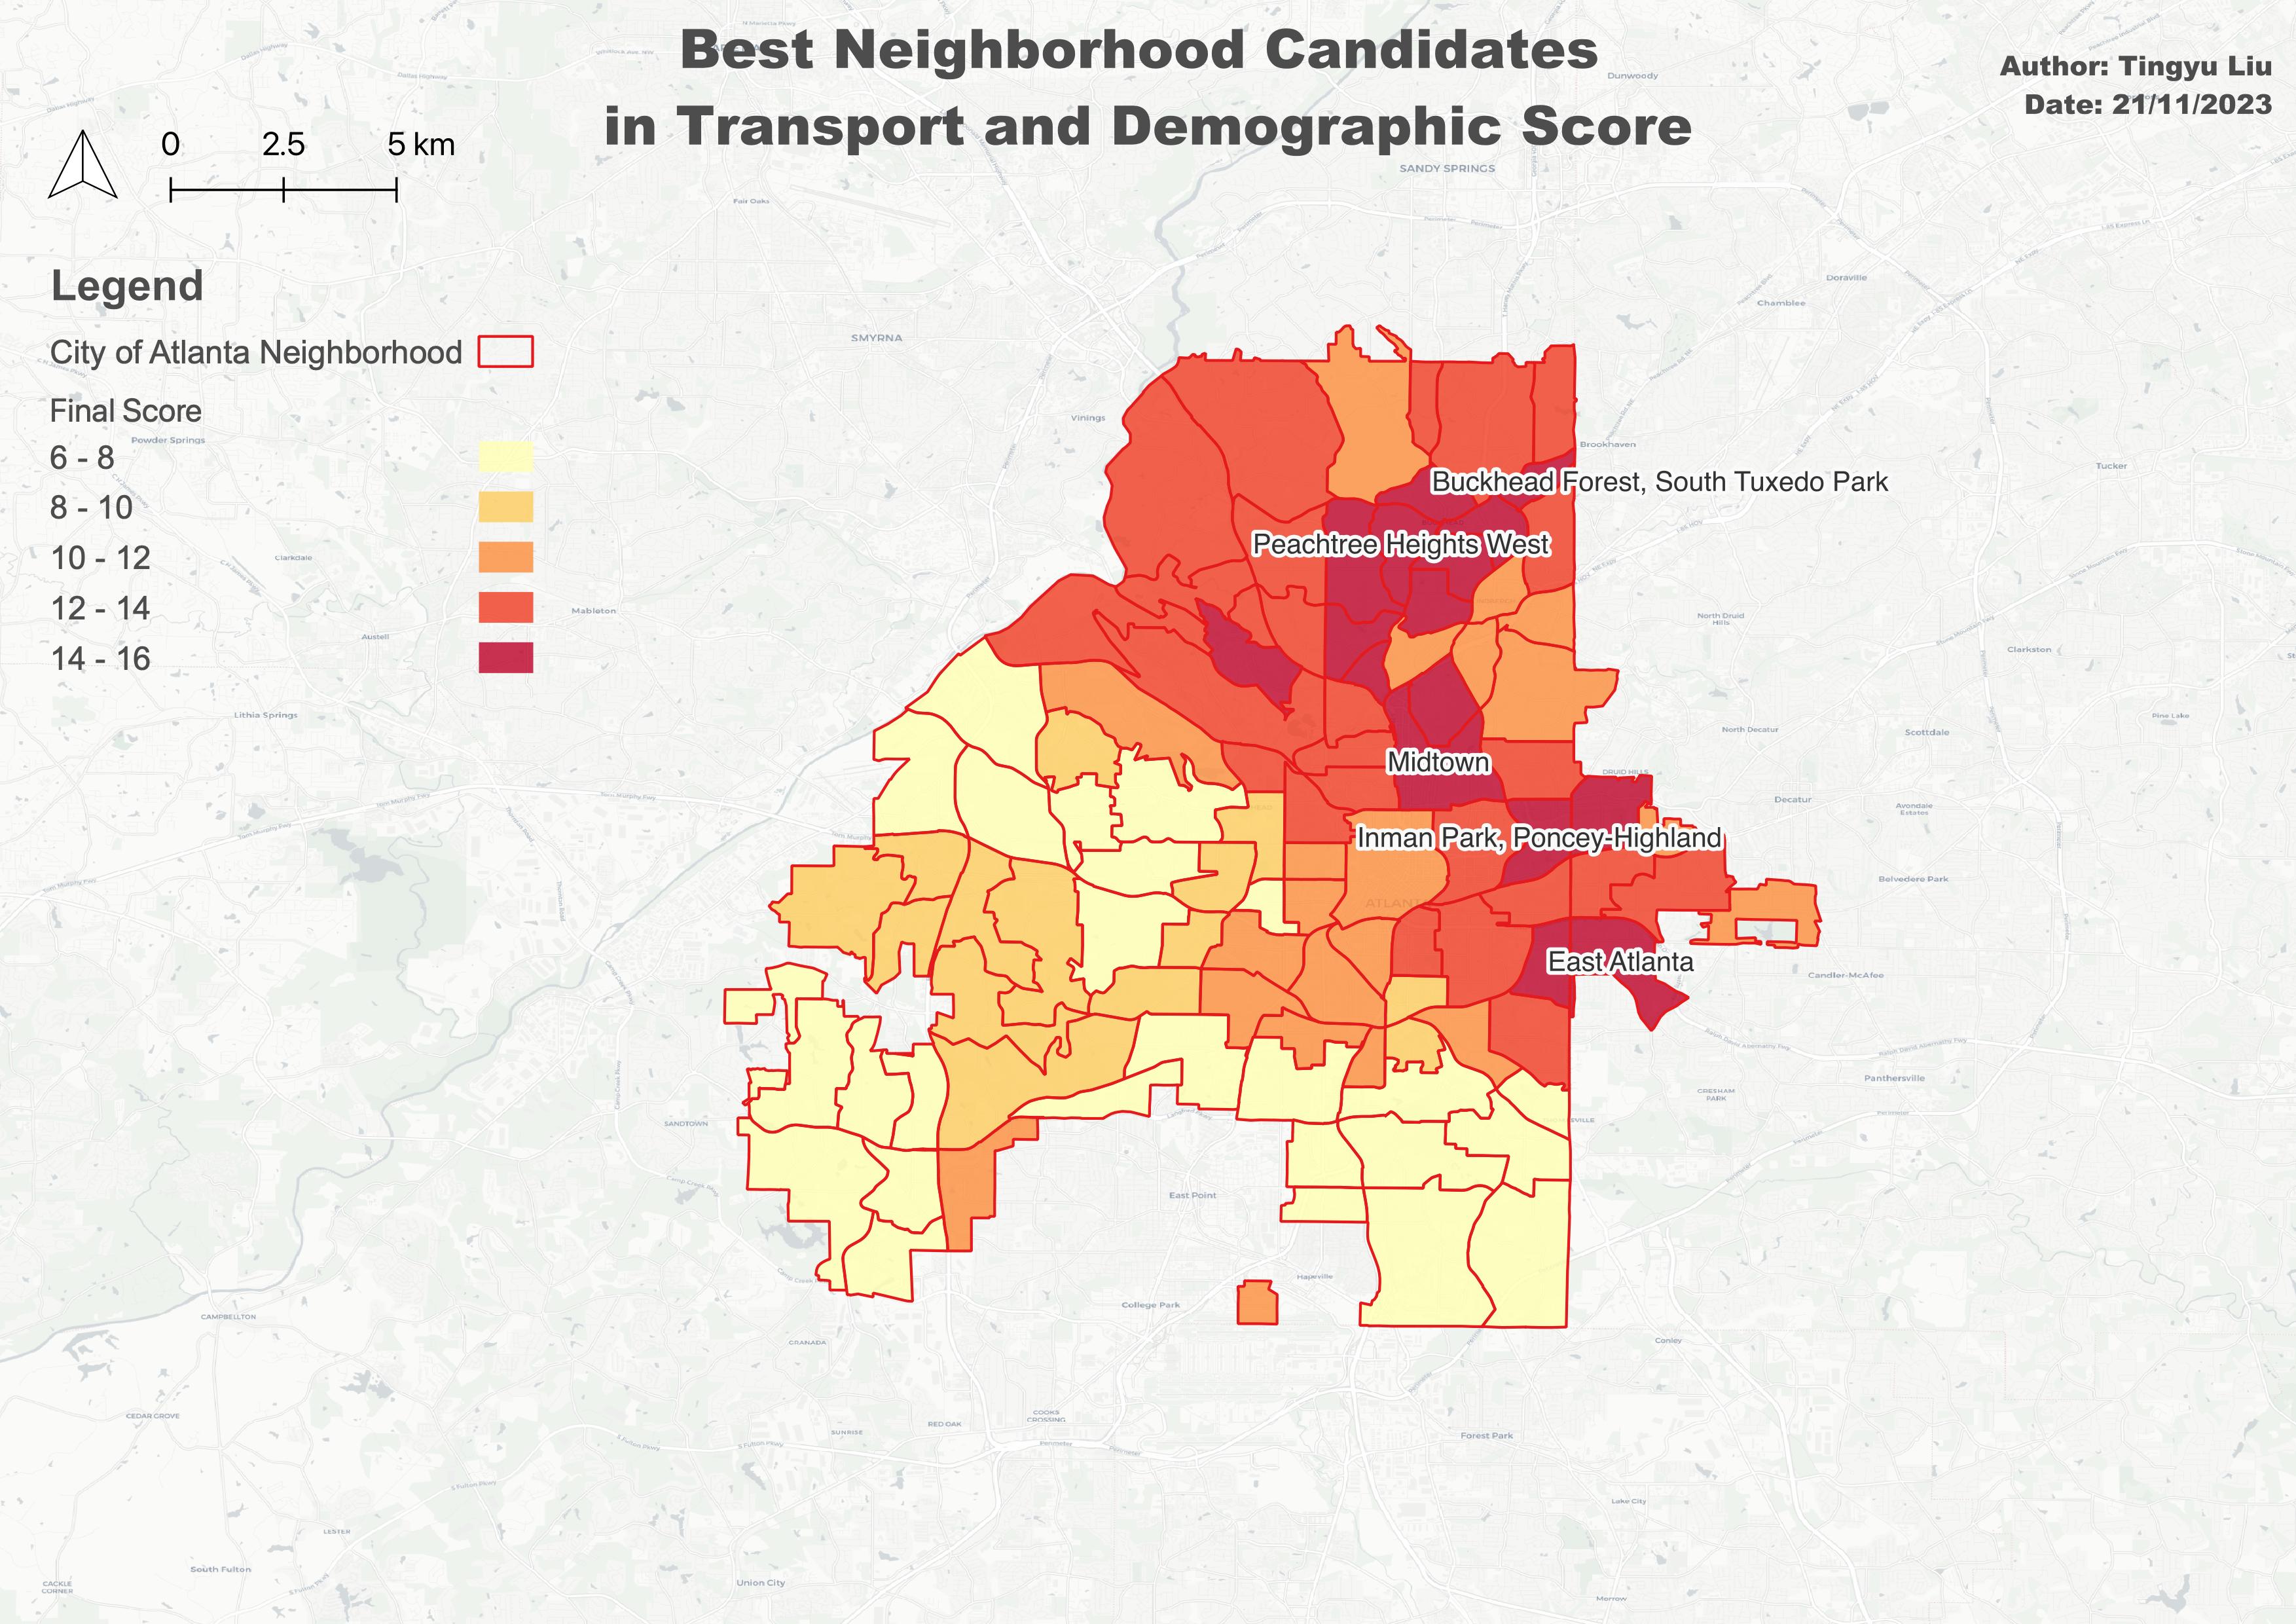 Best Neighborhood Candidates
in Transport and Demographic Score
Author: Tingyu Liu
Date: 21/11/2023
0 2.5 5 km
Legend
City of Atlanta Neighborhood
Final Score
6 - 8
8 - 10
10 - 12
12 - 14
14 - 16
Dunwoody
SANDY SPRINGS
Fair Oaks
Doraville
Chamblee
SMYRNA
Vinings
Brookhaven
Powder Springs
Tucker
Buckhead Forest, South Tuxedo Park
Peachtree Heights West
Clarkdale
Mableton
North Druid
Hills
Austell
Clarkston
Lithia Springs
Pine Lake
North Decatur
Scottdale
Midtown
DRUID HILLS
Decatur
Avondale
Estates
Inman Park, Poncey-Highland
Belvedere Park
ATLANTA
East Atlanta
Candler-McAfee
Panthersville
GRESHAM
PARK
SANDTOWN
East Point
Hapeville
College Park
CAMPBELLTON
GRANADA
Conley
CEDAR GROVE
RED OAK
COOKS
CROSSING
SUNRISE
Forest Park
Lake City
LESTER
South Fulton
CACKLE
CORNER
Union City
Morrow